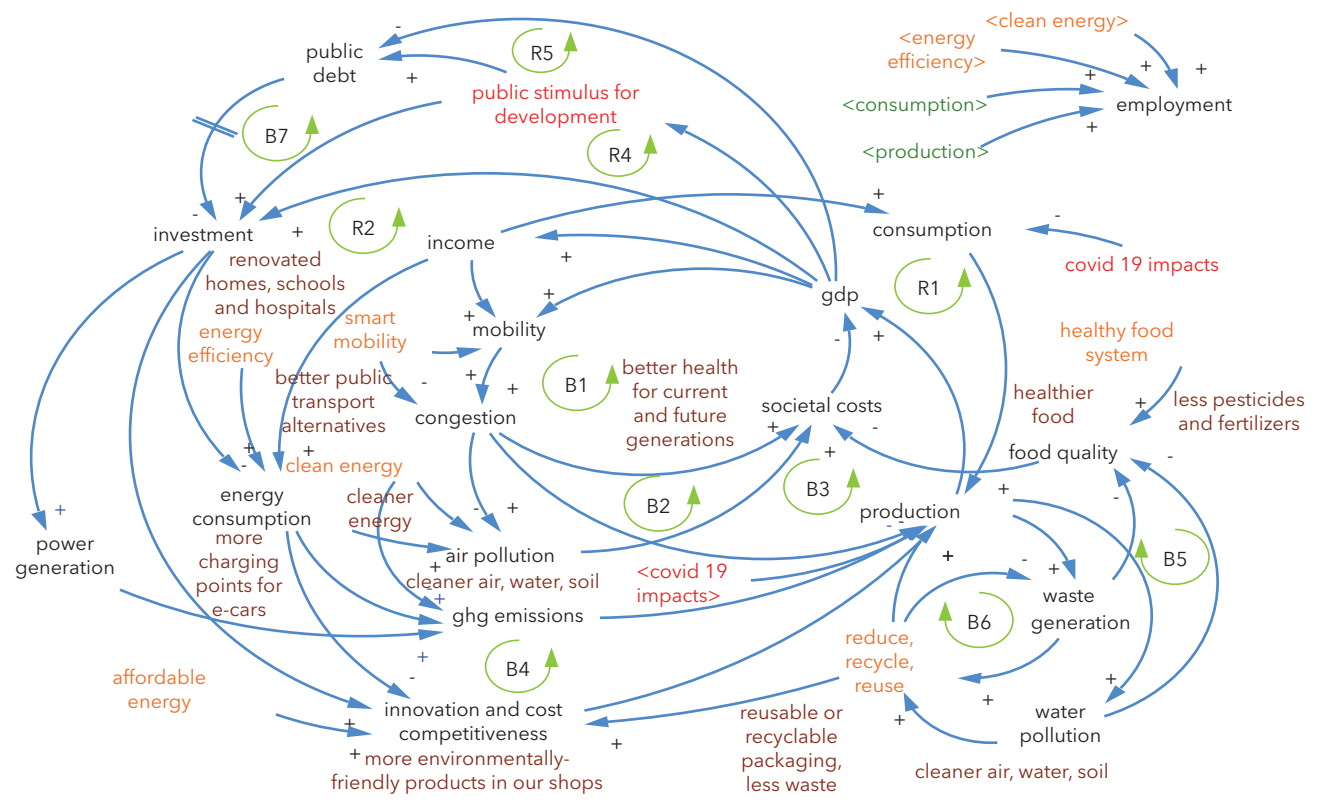 <clean energy>
<energy
efficiency>
public
debt
R5
+
-
+
+
+
employment
public stimulus for
development
<consumption>
B7
R4
<production>
+
+
-
investment
+
R2
income
+
+
consumption
-
covid 19 impacts
renovated
homes, schools
and hospitals
R1
gdp
energy
efficiency
smart
mobility
+
+
mobility
-
+
healthy food
system
better public
transport
alternatives
-
+
+
congestion
B1
better health
for current
and future
generations
societal costs
+
-
+
healthier
food
+
less pesticides
and fertilizers
food quality
-
+
-
+
clean energy
energy
consumption
cleaner
energy
-
+
B2
B3
+
-
production
-
-
B5
+
power
generation
more
charging
points for
e-cars
air pollution
cleaner air, water, soil
+
-
+
<covid 19
impacts>
+
-
+
waste
generation
ghg emissions
B6
+
-
B4
reduce,
recycle,
reuse
+
+
+
affordable
energy
innovation and cost
competitiveness
+
+
+
more environmentally-
friendly products in our shops
reusable or
recyclable
packaging,
less waste
water
pollution
cleaner air, water, soil